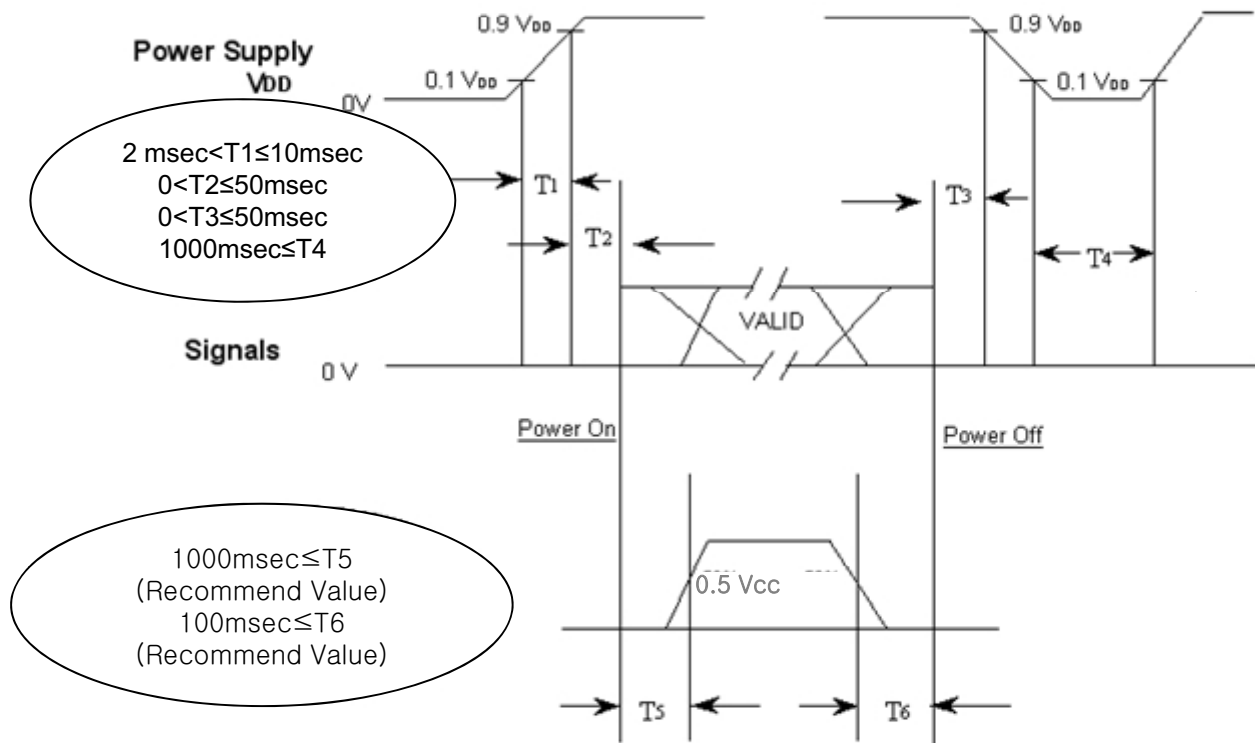 0.9 VDD
0.9 VDD
Power Supply
VDD
0.1 VDD
0.1 VDD
0V
2 msec<T1≤10msec
0<T2≤50msec
0<T3≤50msec
1000msec≤T4
T1
T3
T2
T4
VALID
Signals
0 V
Power On
Power Off
1000msec≤T5
(Recommend Value)
100msec≤T6
(Recommend Value)
0.5 Vcc
T5
T6